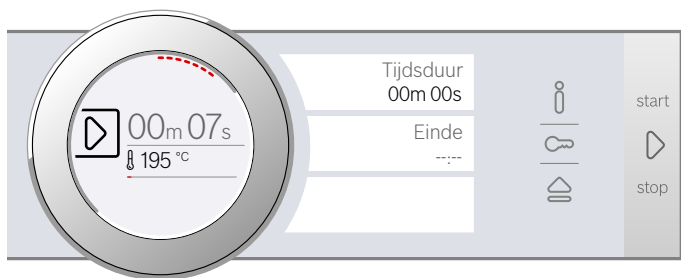 00m 07s
195 °C
Tijdsduur
00m 00s
Einde
--:--
start
stop